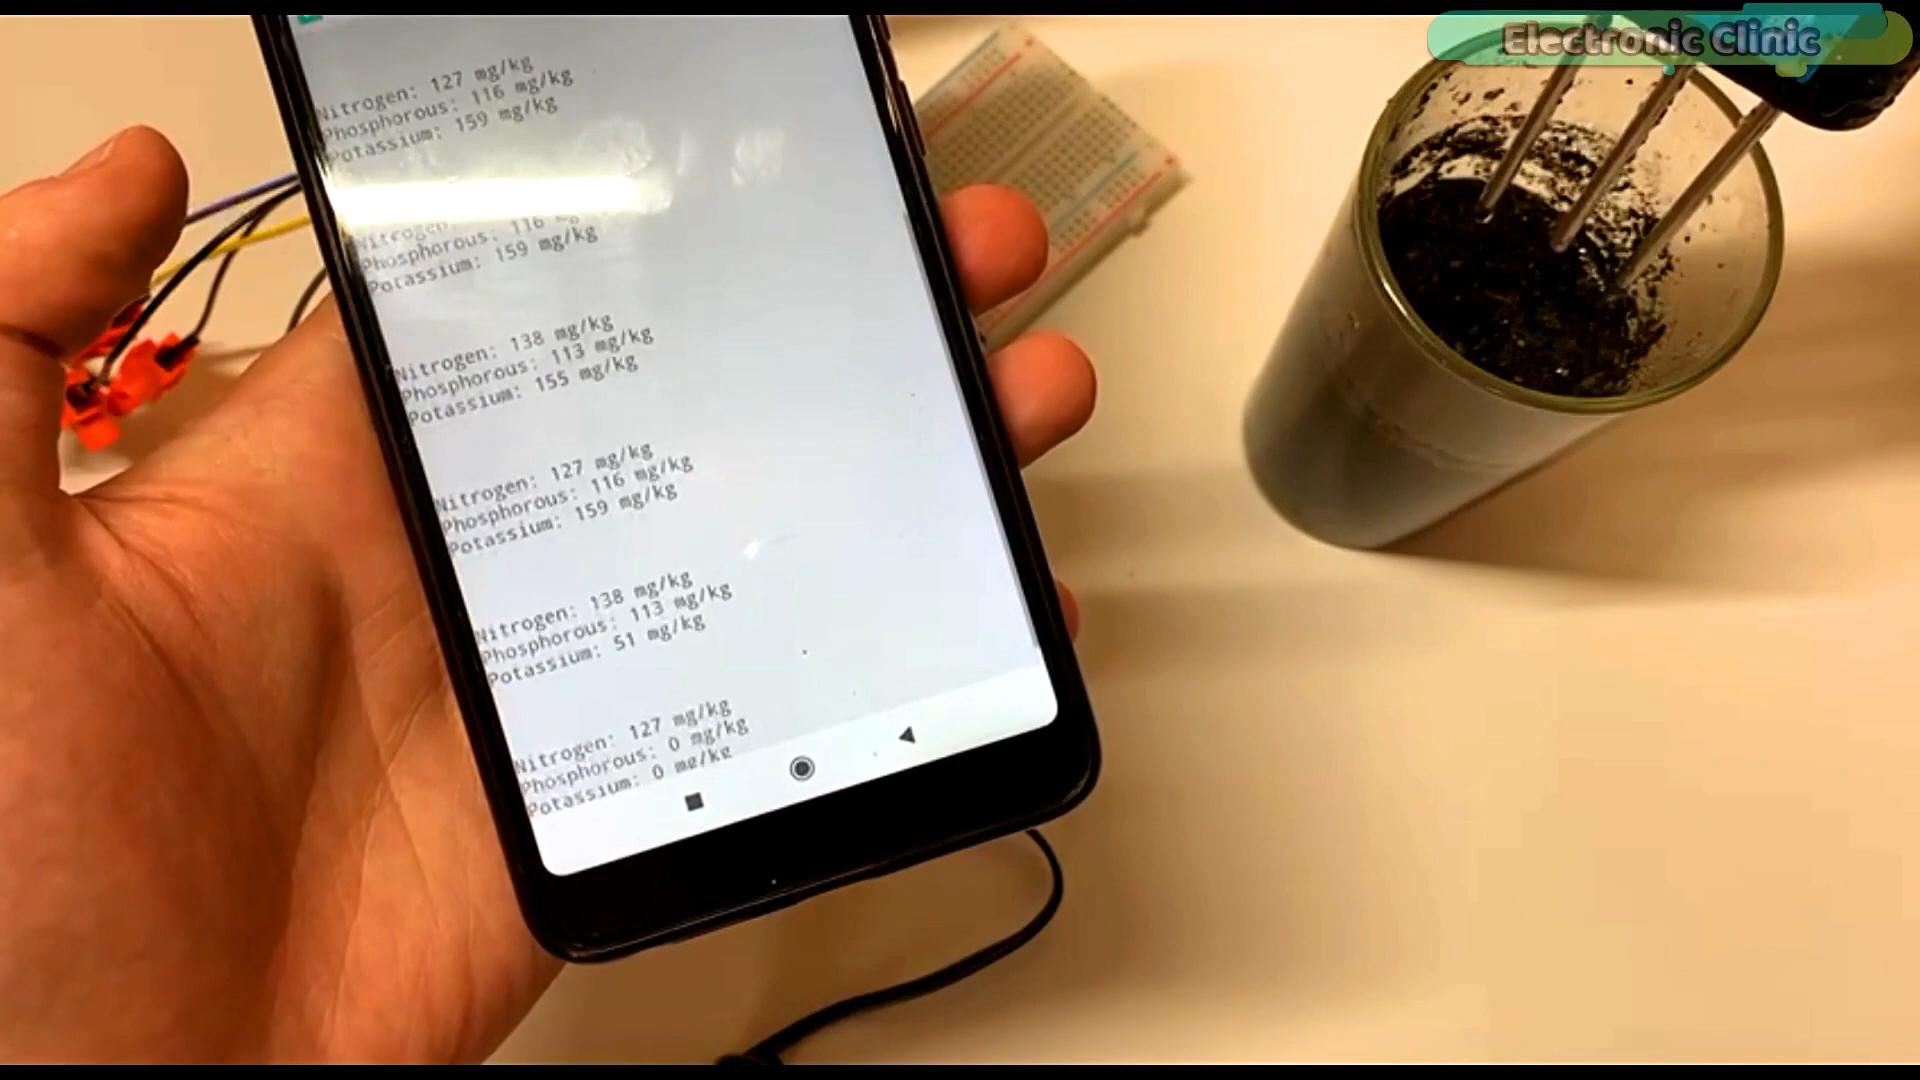 Electronic Clinic
Nitrogen: 127 mg/kg
Phosphorous: 116 mg/kg
Potassium: 159 mg/kg
Nitrogen:
Phosphorous: 116 mg
Potassium: 159 mg/kg
Nitrogen: 138 mg/kg
Phosphorous: 113 mg/kg
Potassium: 155 mg/kg
Nitrogen: 127 mg/kg
Phosphorous: 116 mg/kg
Potassium: 159 mg/kg
Nitrogen: 138 mg/kg
Phosphorous: 113 mg/kg
Potassium: 51 mg/kg
Nitrogen: 127 mg/kg
Phosphorous: 0 mg/kg
Potassium: 0 mg/kg